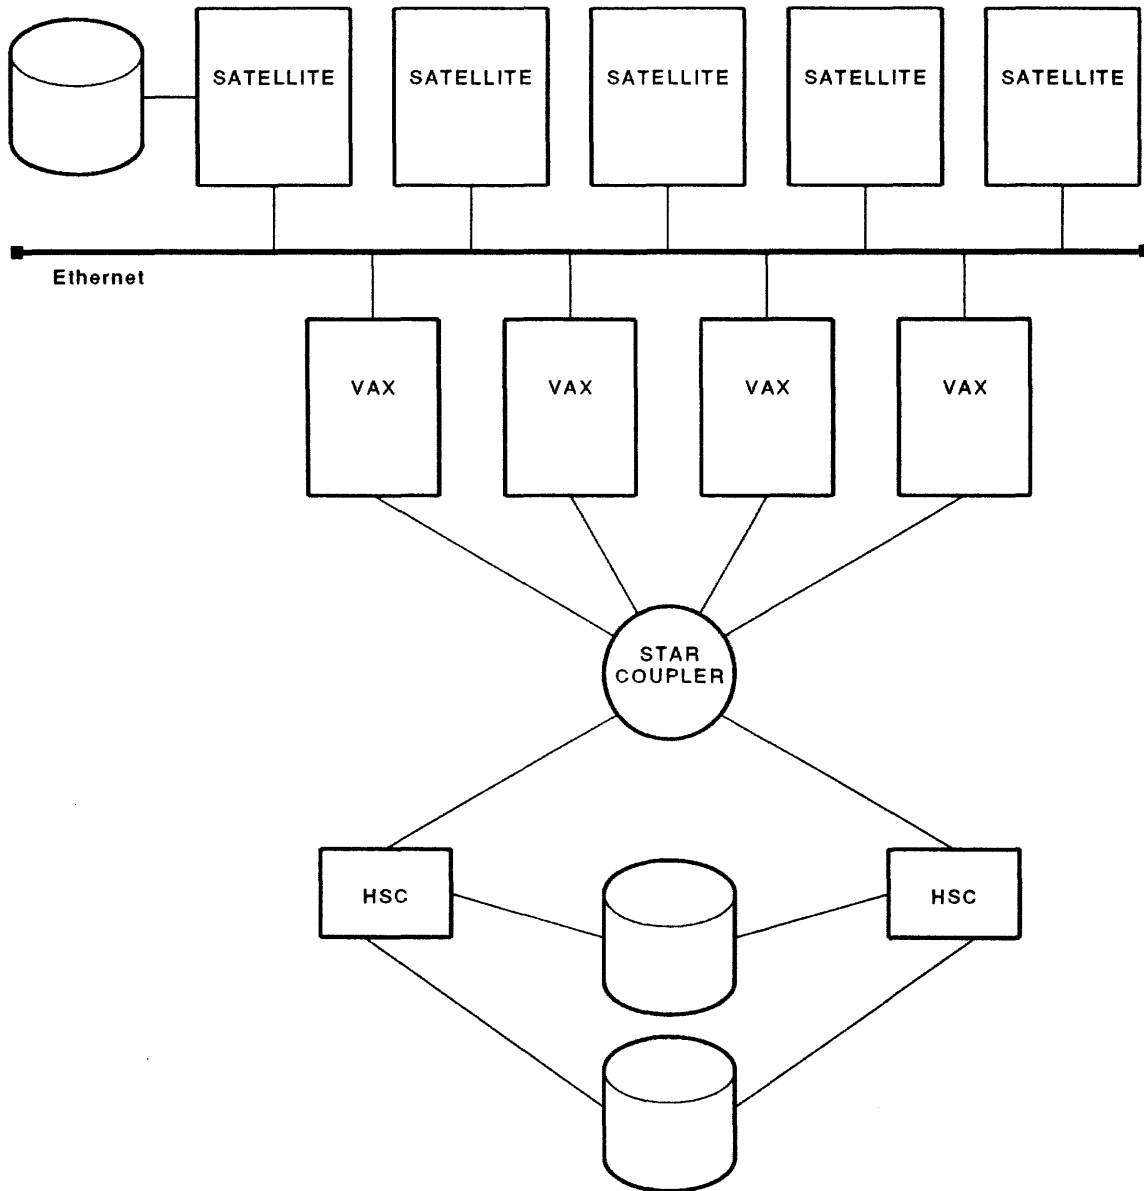 SATELLITE
SATELLITE
SATELLITE
SATELLITE
SATELLITE
Ethernet
VAX
VAX
VAX
VAX
STAR
COUPLER
HSC
HSC